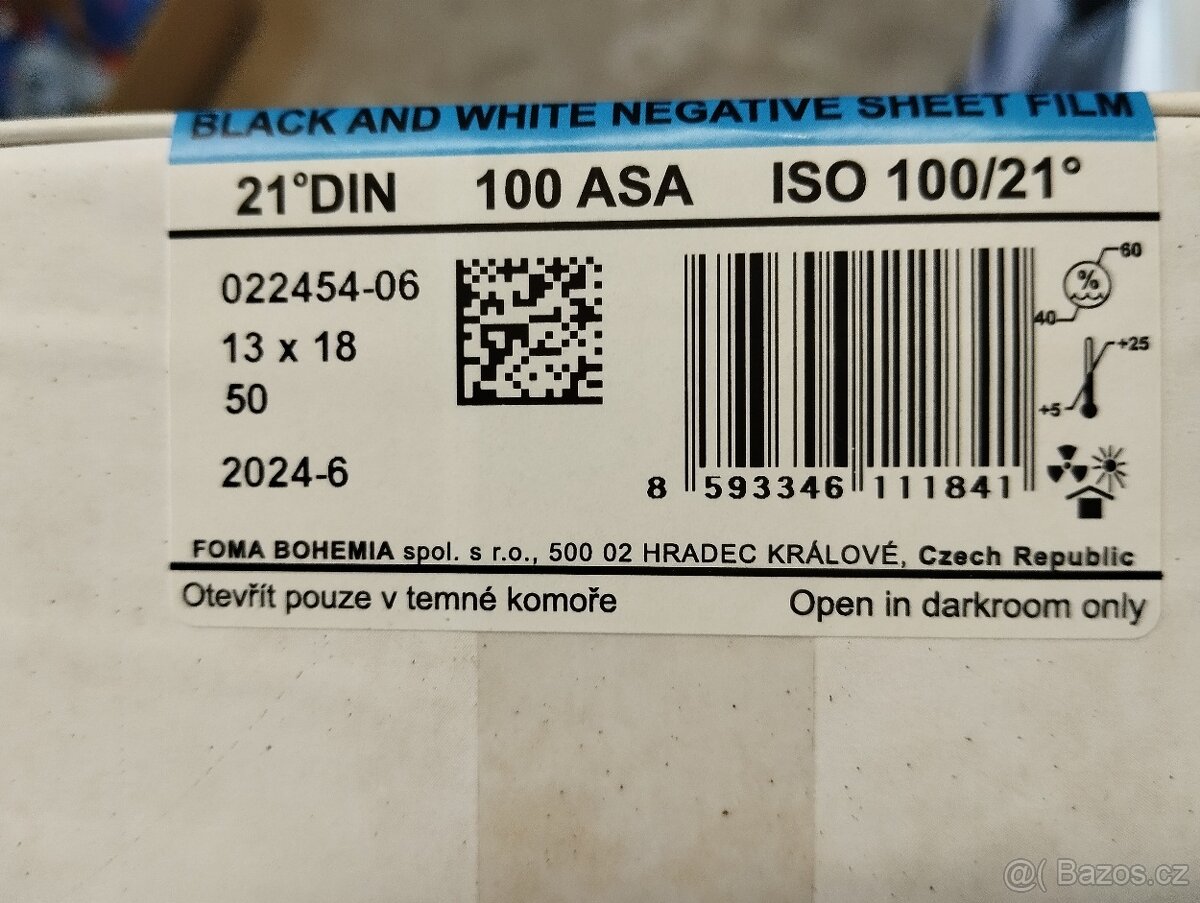 BLACK AND WHITE NEGATIVE SHEET FILM
21°DIN 100 ASA ISO 100/21°
022454-06
13 x 18
50
2024-6
8 593346 111841
% 60
40
+25
+5
FOMA BOHEMIA spol. s r.o., 500 02 HRADEC KRÁLOVÉ, Czech Republic
Otevřít pouze v temné komoře Open in darkroom only
@( Bazos.cz